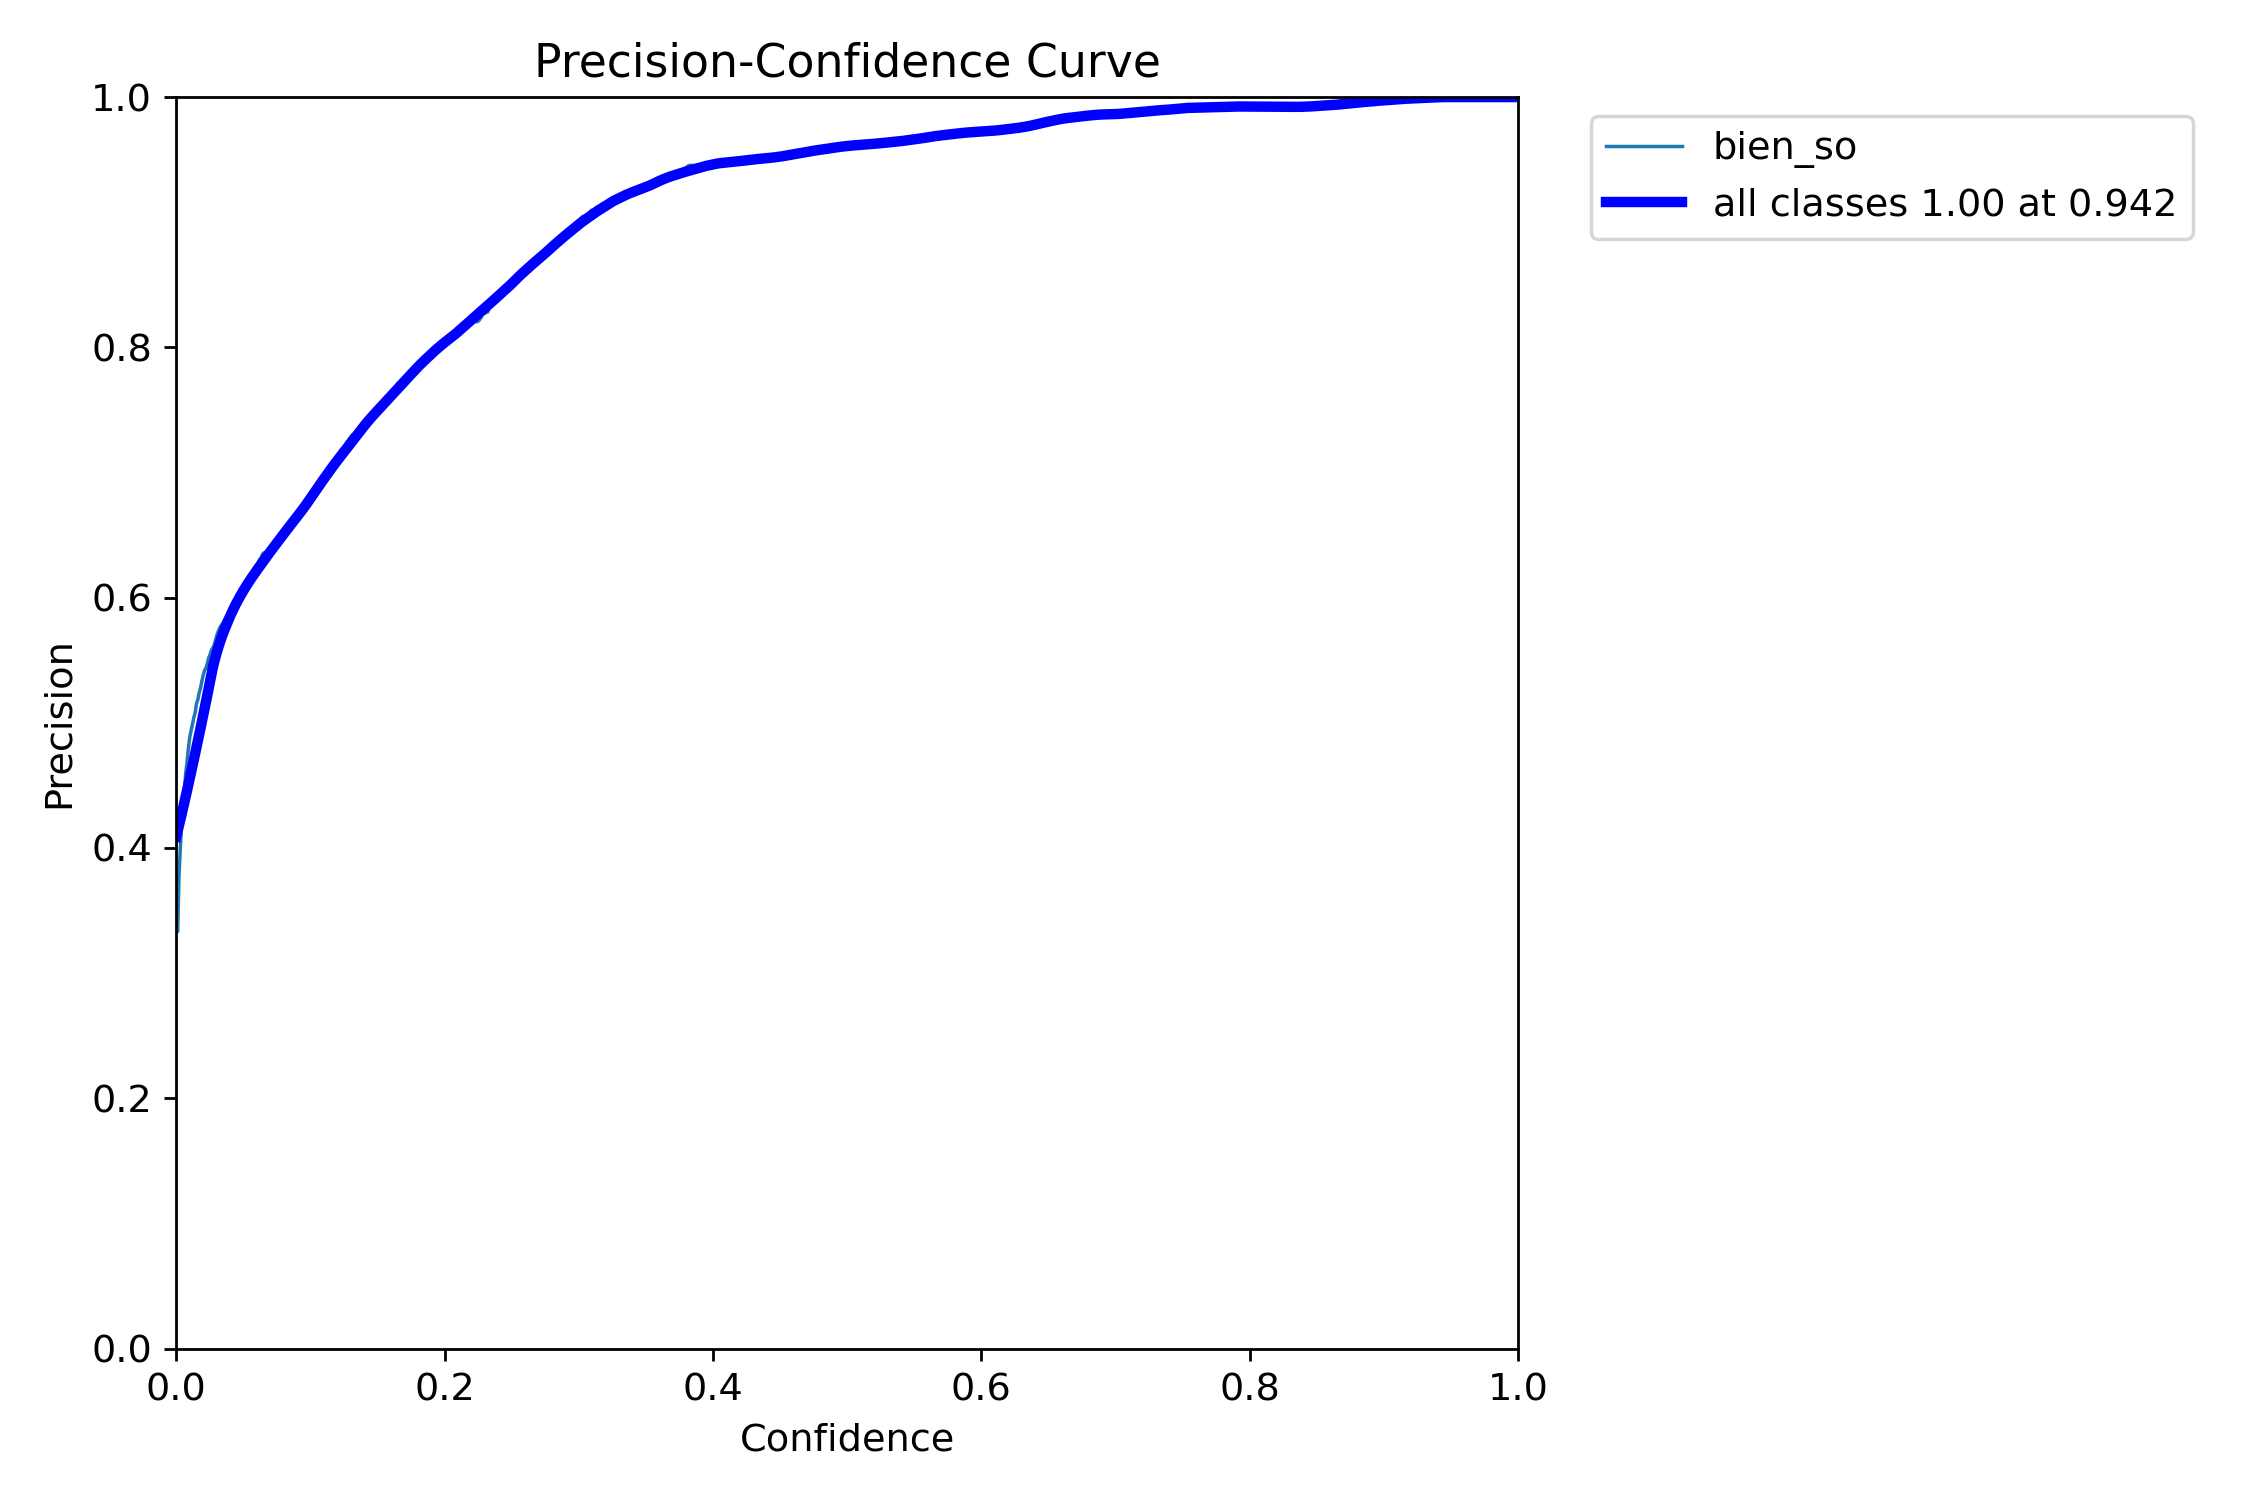 Precision-Confidence Curve
1.0
0.8
0.6
0.4
0.2
0.0
Precision
0.0 0.2 0.4 0.6 0.8 1.0
Confidence
bien_so
all classes 1.00 at 0.942